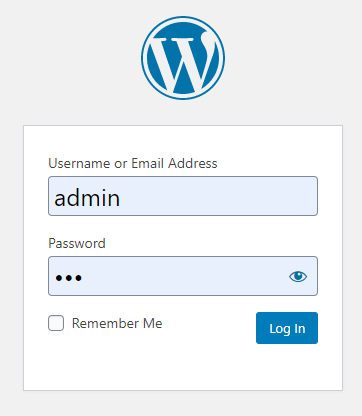 Username or Email Address
admin
Password
•••
Remember Me
Log In